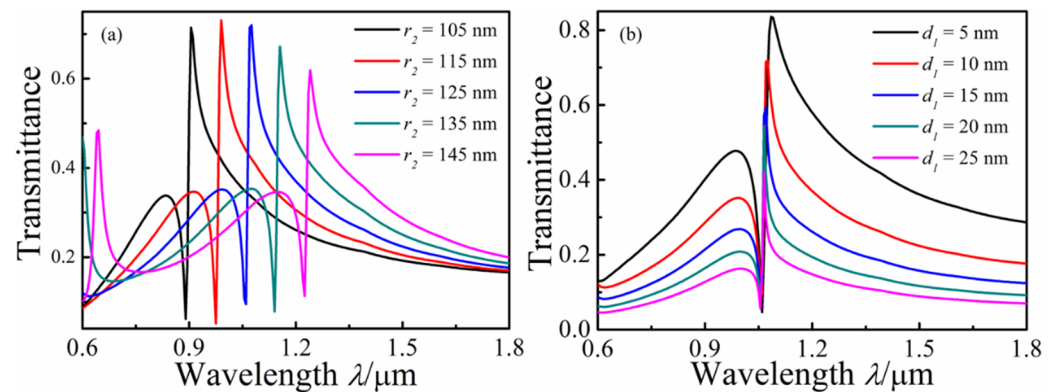 (a)
r2 = 105 nm
r2 = 115 nm
r2 = 125 nm
r2 = 135 nm
r2 = 145 nm
Transmittance
0.6
0.4
0.2
0.6 0.9 1.2 1.5 1.8
Wavelength λ/μm
(b)
d1 = 5 nm
d1 = 10 nm
d1 = 15 nm
d1 = 20 nm
d1 = 25 nm
Transmittance
0.8
0.6
0.4
0.2
0.0
0.6 0.9 1.2 1.5 1.8
Wavelength λ/μm